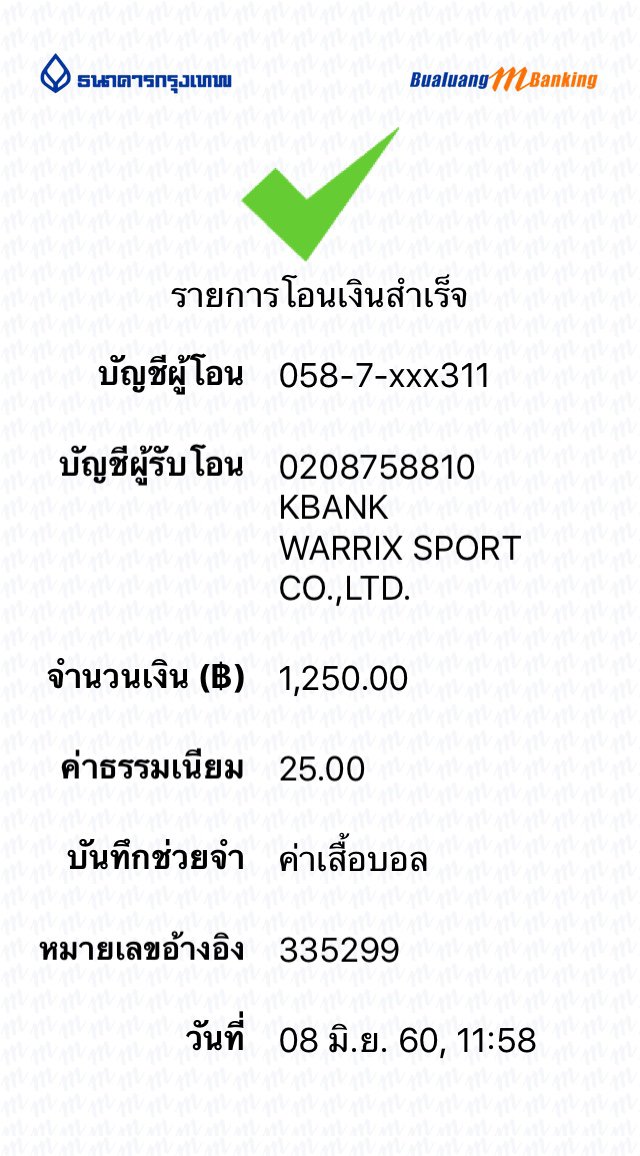 ธนาคารกรุงเทพ Bualuang mBanking
รายการโอนเงินสำเร็จ
บัญชีผู้โอน 058-7-xxx311
บัญชีผู้รับโอน 0208758810
KBANK
WARRIX SPORT
CO.,LTD.
จำนวนเงิน (฿) 1,250.00
ค่าธรรมเนียม 25.00
บันทึกช่วยจำ ค่าเสื้อบอล
หมายเลขอ้างอิง 335299
วันที่ 08 มิ.ย. 60, 11:58